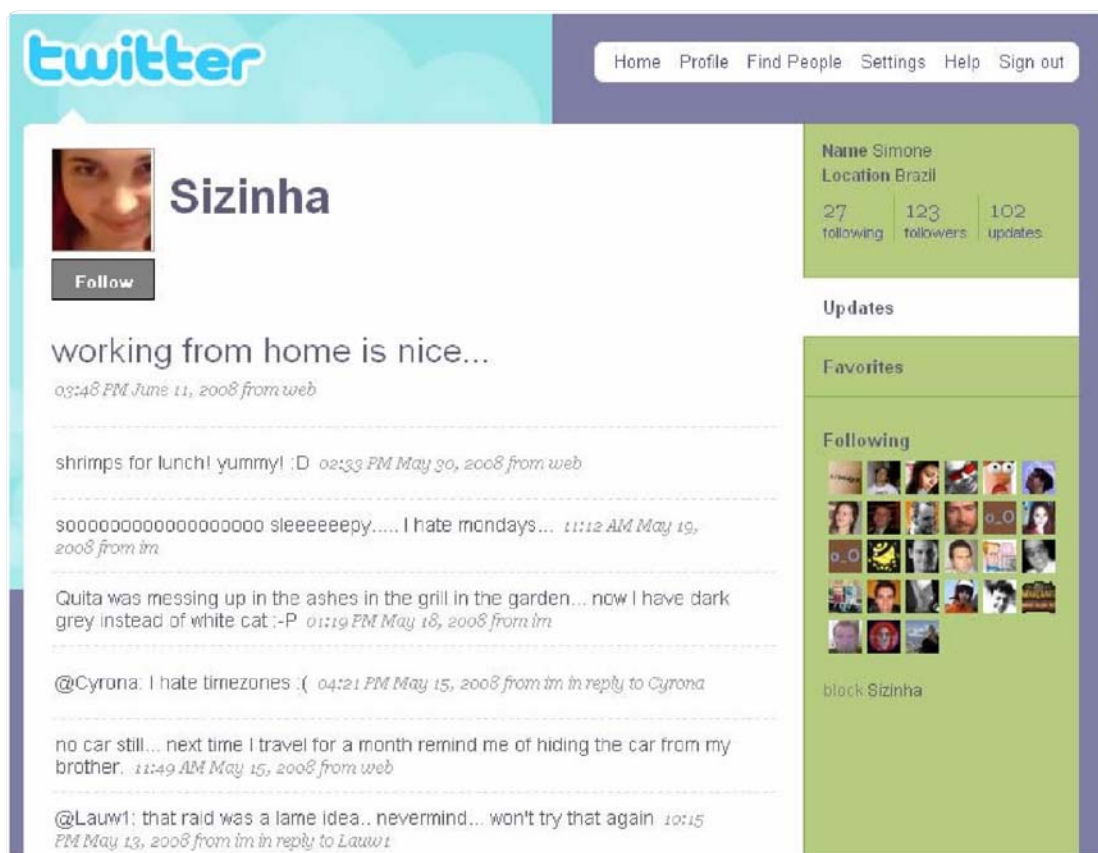 twitter
Home Profile Find People Settings Help Sign out
Sizinha
Follow
working from home is nice...
03:48 PM June 11, 2008 from web
shrimps for lunch! yummy! :D 02:33 PM May 30, 2008 from web
soooooooooooooooooo sleeeeeepy..... I hate mondays... 11:12 AM May 19,
2008 from im
Quita was messing up in the ashes in the grill in the garden... now I have dark
grey instead of white cat :-P 01:19 PM May 18, 2008 from im
@Cyrona: I hate timezones :( 04:21 PM May 15, 2008 from im in reply to Cyrona
no car still... next time I travel for a month remind me of hiding the car from my
brother. 11:49 AM May 15, 2008 from web
@Lauw1: that raid was a lame idea.. nevermind... won't try that again 10:15
PM May 13, 2008 from im in reply to Lauw1
Name Simone
Location Brazil
27 123 102
following followers updates
Updates
Favorites
Following
o_O
o_O
block Sizinha